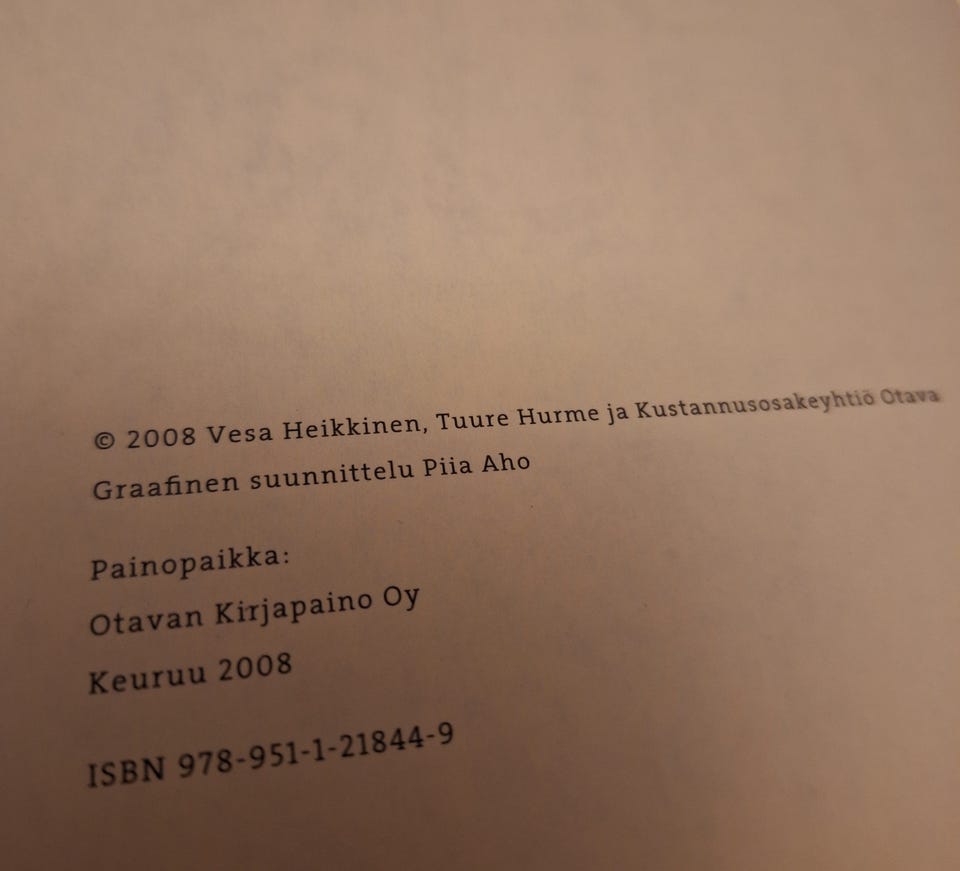 © 2008 Vesa Heikkinen, Tuure Hurme ja Kustannusosakeyhtiö Otava
Graafinen suunnittelu Piia Aho
Painopaikka:
Otavan Kirjapaino Oy
Keuruu 2008
ISBN 978-951-1-21844-9